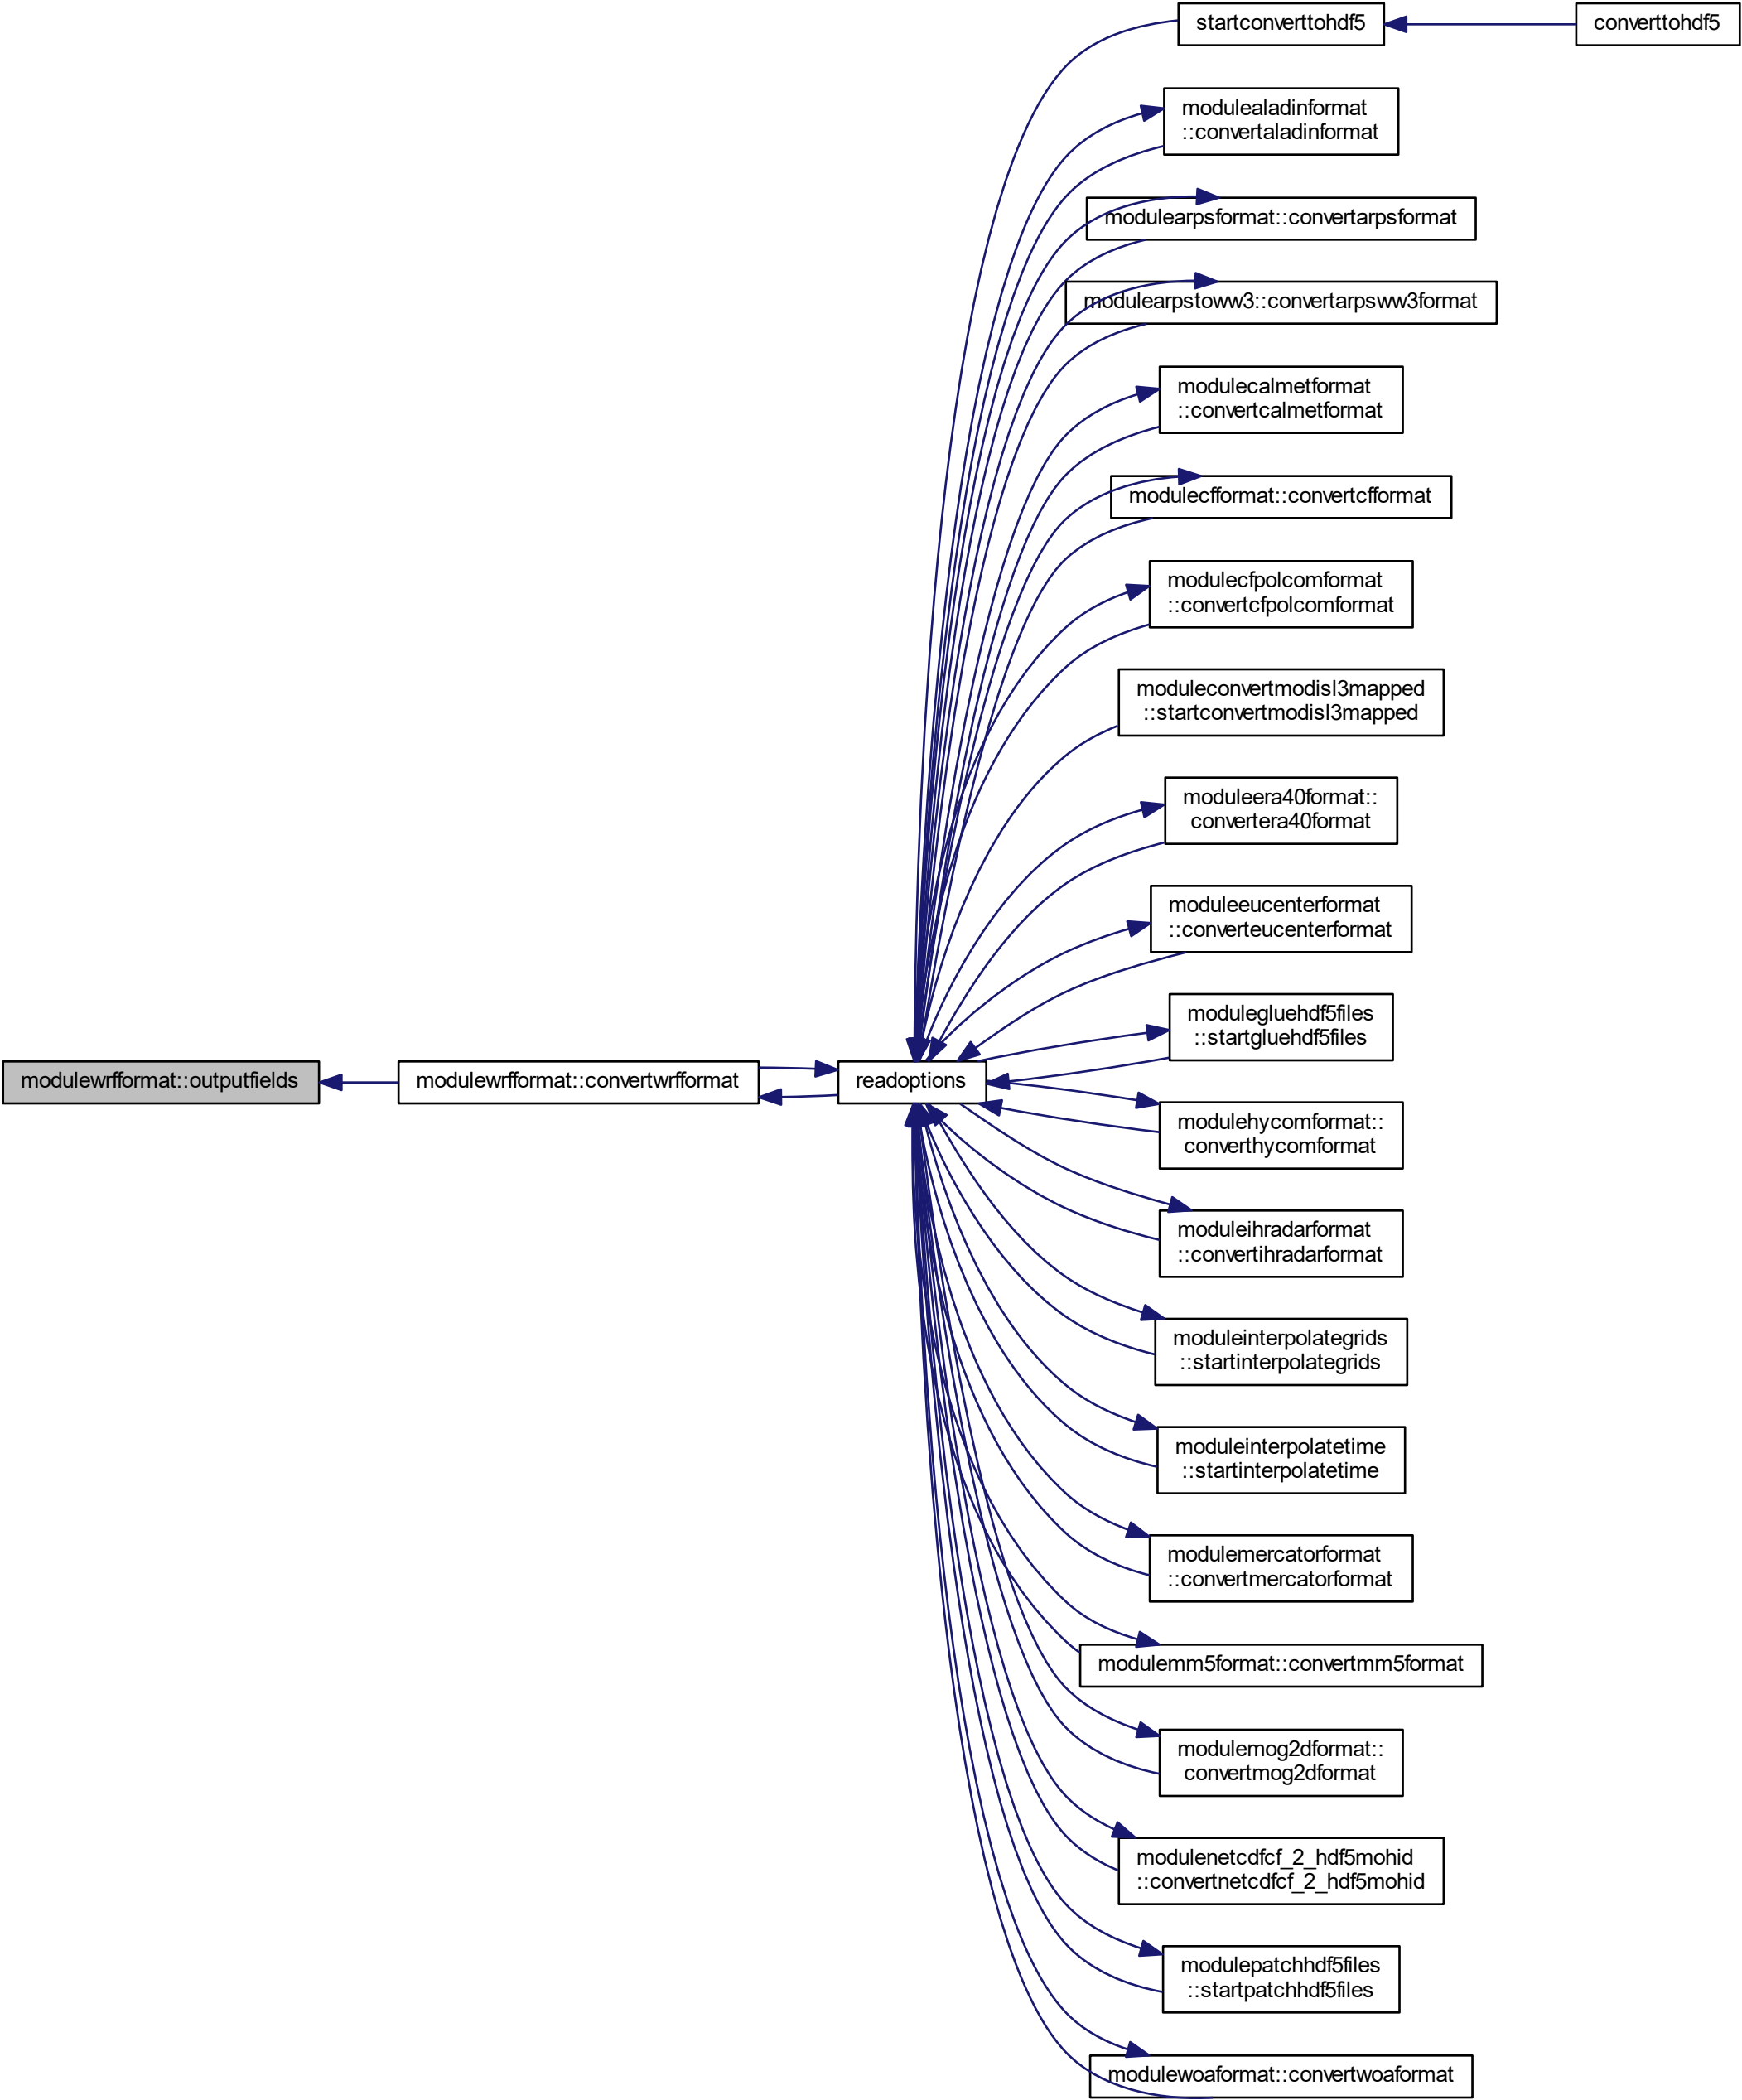 startconverttohdf5
converttohdf5
modulealadinformat
::convertaladinformat
modulearpsformat::convertarpsformat
modulearpstoww3::convertarpsww3format
modulecalmetformat
::convertcalmetformat
modulecfformat::convertcfformat
modulecfpolcomformat
::convertcfpolcomformat
moduleconvertmodisl3mapped
::startconvertmodisl3mapped
moduleera40format::
convertera40format
moduleeucenterformat
::converteucenterformat
modulegluehdf5files
::startgluehdf5files
modulewrfformat::outputfields
modulewrfformat::convertwrfformat
readoptions
modulehycomformat::
converthycomformat
moduleihradarformat
::convertihradarformat
moduleinterpolategrids
::startinterpolategrids
moduleinterpolatetime
::startinterpolatetime
modulemercatorformat
::convertmercatorformat
modulemm5format::convertmm5format
modulemog2dformat::
convertmog2dformat
modulenetcdfcf_2_hdf5mohid
::convertnetcdfcf_2_hdf5mohid
modulepatchhdf5files
::startpatchhdf5files
modulewoaformat::convertwoaformat